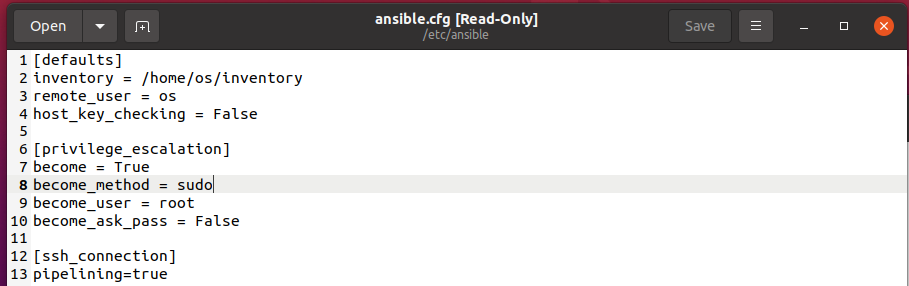 Open
ansible.cfg [Read-Only]
/etc/ansible
Save
1 [defaults]
2 inventory = /home/os/inventory
3 remote_user = os
4 host_key_checking = False
5
6 [privilege_escalation]
7 become = True
8 become_method = sudo
9 become_user = root
10 become_ask_pass = False
11
12 [ssh_connection]
13 pipelining=true